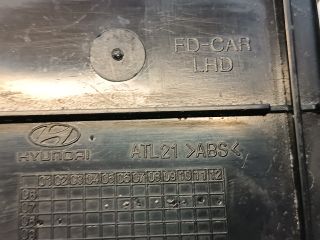 FD-CAR
LHD
HYUNDAI
ATL21 >ABS<
01 02 03 04 05 06 07 08 09 10 11 12